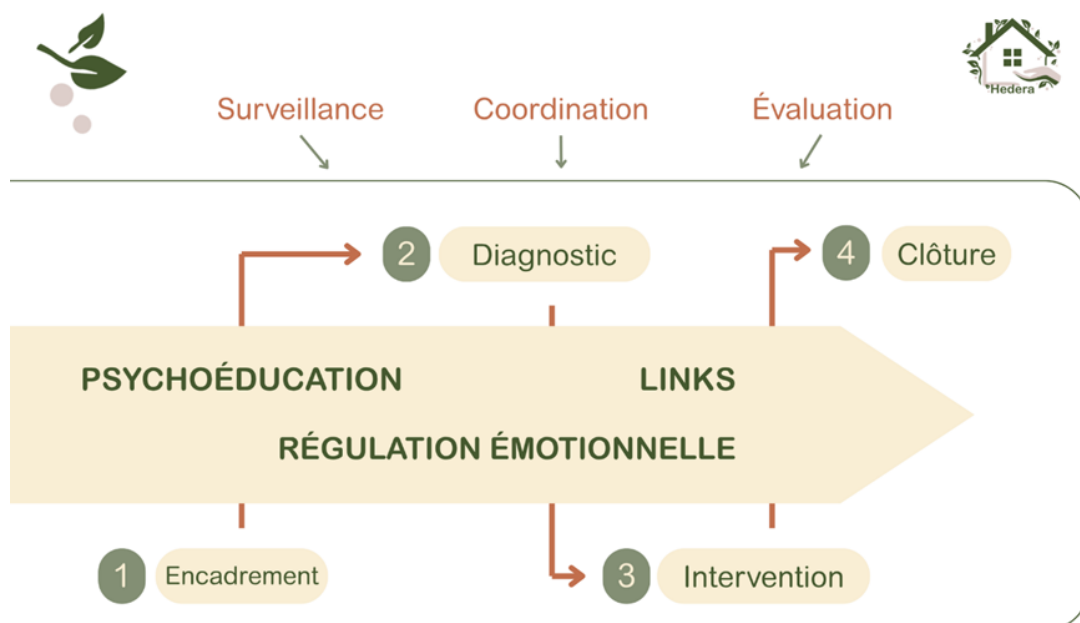 Hedera
Surveillance Coordination Évaluation
2 Diagnostic 4 Clôture
PSYCHOÉDUCATION LINKS
RÉGULATION ÉMOTIONNELLE
1 Encadrement 3 Intervention